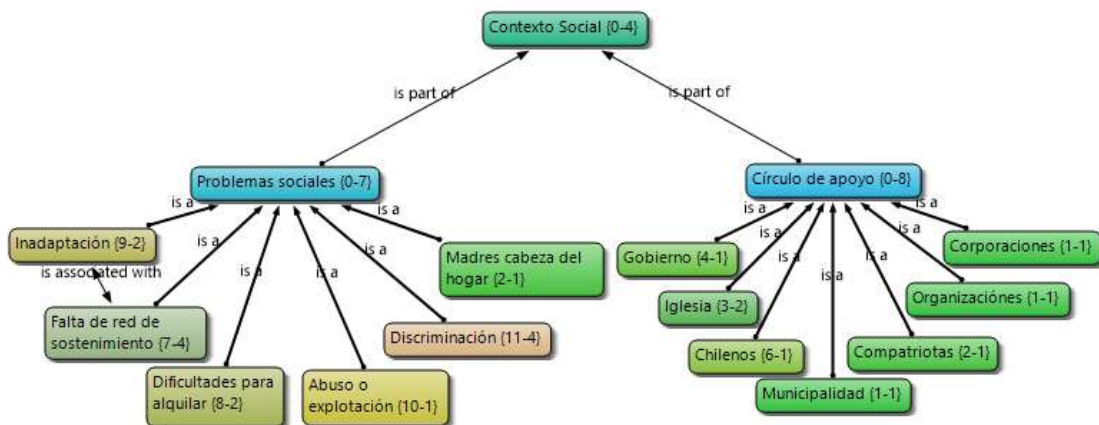 Contexto Social {0-4}
is part of
is part of
Problemas sociales {0-7}
Círculo de apoyo {0-8}
is a
is a
is a
is a
is a
Inadaptación {9-2}
is associated with
Falta de red de
sostenimiento {7-4}
Dificultades para
alquilar {8-2}
Abuso o
explotación {10-1}
Discriminación {11-4}
Madres cabeza del
hogar {2-1}
is a
is a
is a
is a
is a
is a
is a
Gobierno {4-1}
Iglesia {3-2}
Chilenos {6-1}
Municipalidad {1-1}
Compatriotas {2-1}
Organizaciónes {1-1}
Corporaciones {1-1}